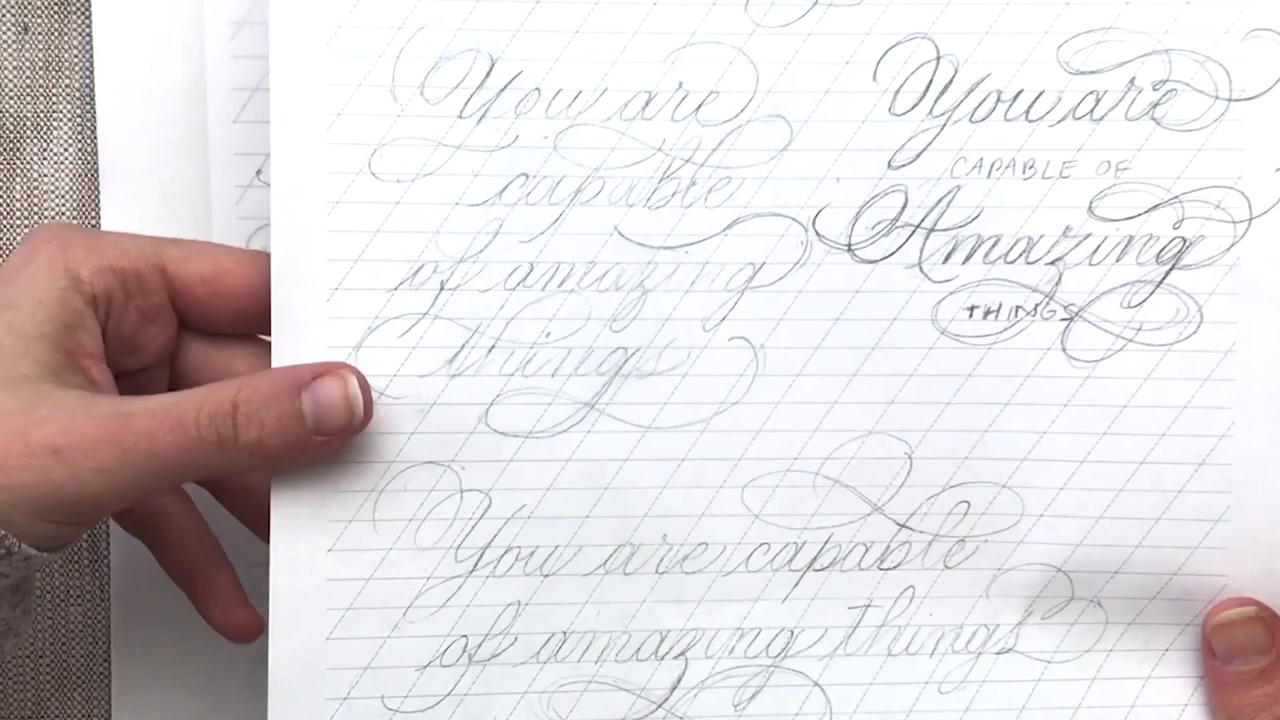 You are
capable
of amazing
things
You are
CAPABLE OF
Amazing
THINGS
You are capable
of amazing things